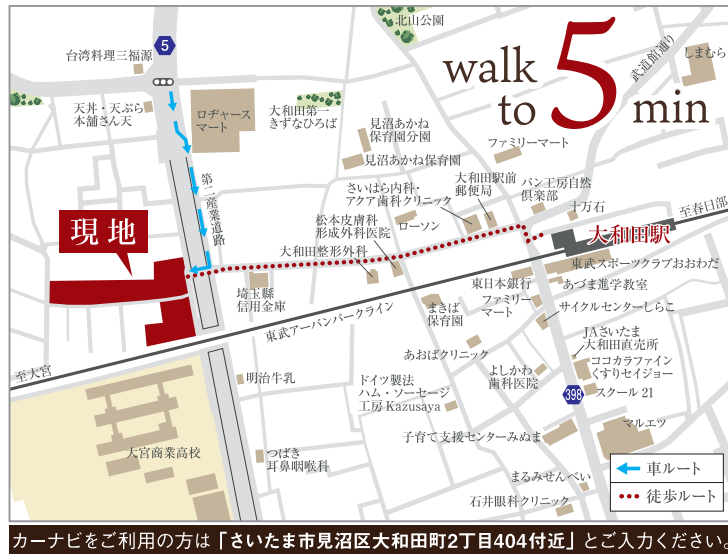 北山公園
武道館通り
しまむら
台湾料理三福源
5
walk
to 5 min
天丼・天ぷら
本舗さん天
ロヂャース
マート
大和田第一
きずなひろば
見沼あかね
保育園分園
見沼あかね保育園
ファミリーマート
第二産業道路
さいはら内科・
アクア歯科クリニック
大和田駅前
郵便局
パン工房自然
倶楽部
十万石
至春日部
現地
松本皮膚科
形成外科医院
ローソン
大和田駅
大和田整形外科
東武スポーツクラブおおわだ
埼玉縣
信用金庫
東日本銀行
あづま進学教室
ファミリー
マート
サイクルセンターしらこ
まきば
保育園
東武アーバンパークライン
JAさいたま
大和田直売所
あおばクリニック
よしかわ
歯科医院
ココカラファイン
くすりセイジョー
至大宮
明治牛乳
ドイツ製法
ハム・ソーセージ
工房Kazusaya
398
スクール21
マルエツ
大宮商業高校
つばき
耳鼻咽喉科
子育て支援センターみぬま
まるみせんべい
石井眼科クリニック
車ルート
徒歩ルート
カーナビをご利用の方は「さいたま市見沼区大和田町2丁目404付近」とご入力ください。